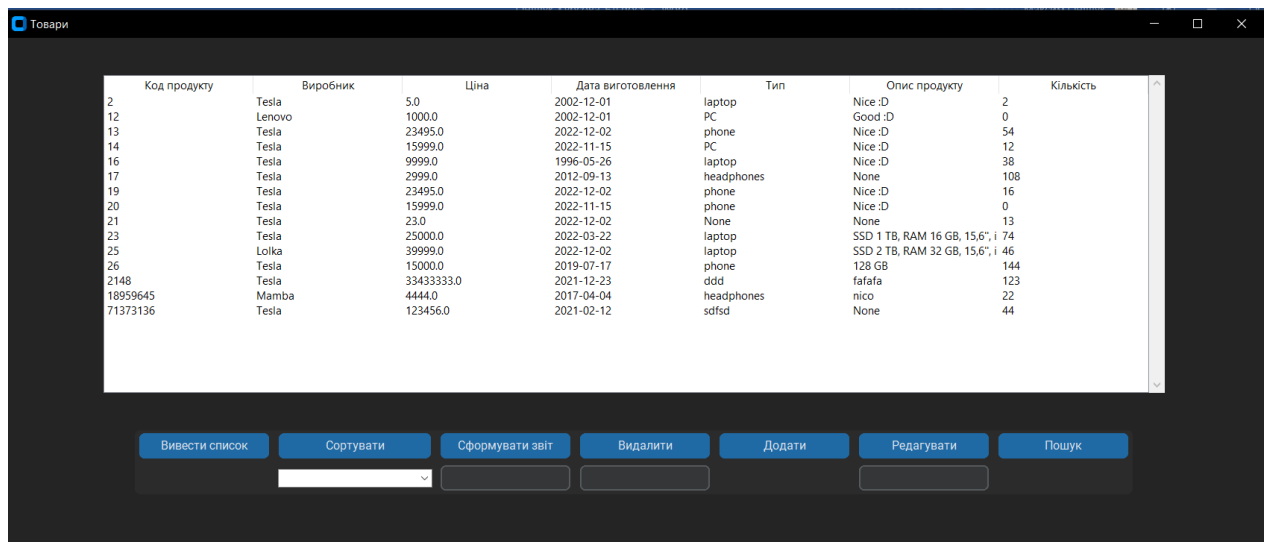 Товари
Код продукту Виробник Ціна Дата виготовлення Тип Опис продукту Кількість
2 Tesla 5.0 2002-12-01 laptop Nice :D 2
12 Lenovo 1000.0 2002-12-01 PC Good :D 0
13 Tesla 23495.0 2022-12-02 phone Nice :D 54
14 Tesla 15999.0 2022-11-15 PC Nice :D 12
16 Tesla 9999.0 1996-05-26 laptop Nice :D 38
17 Tesla 2999.0 2012-09-13 headphones None 108
19 Tesla 23495.0 2022-12-02 phone Nice :D 16
20 Tesla 15999.0 2022-11-15 phone Nice :D 0
21 Tesla 23.0 2022-12-02 None None 13
23 Tesla 25000.0 2022-03-22 laptop SSD 1 TB, RAM 16 GB, 15,6", i 74
25 Lolka 39999.0 2022-12-02 laptop SSD 2 TB, RAM 32 GB, 15,6", i 46
26 Tesla 15000.0 2019-07-17 phone 128 GB 144
2148 Tesla 33433333.0 2021-12-23 ddd fafafa 123
18959645 Mamba 4444.0 2017-04-04 headphones nico 22
71373136 Tesla 123456.0 2021-02-12 sdfsd None 44
Вивести список Сортувати Сформувати звіт Видалити Додати Редагувати Пошук